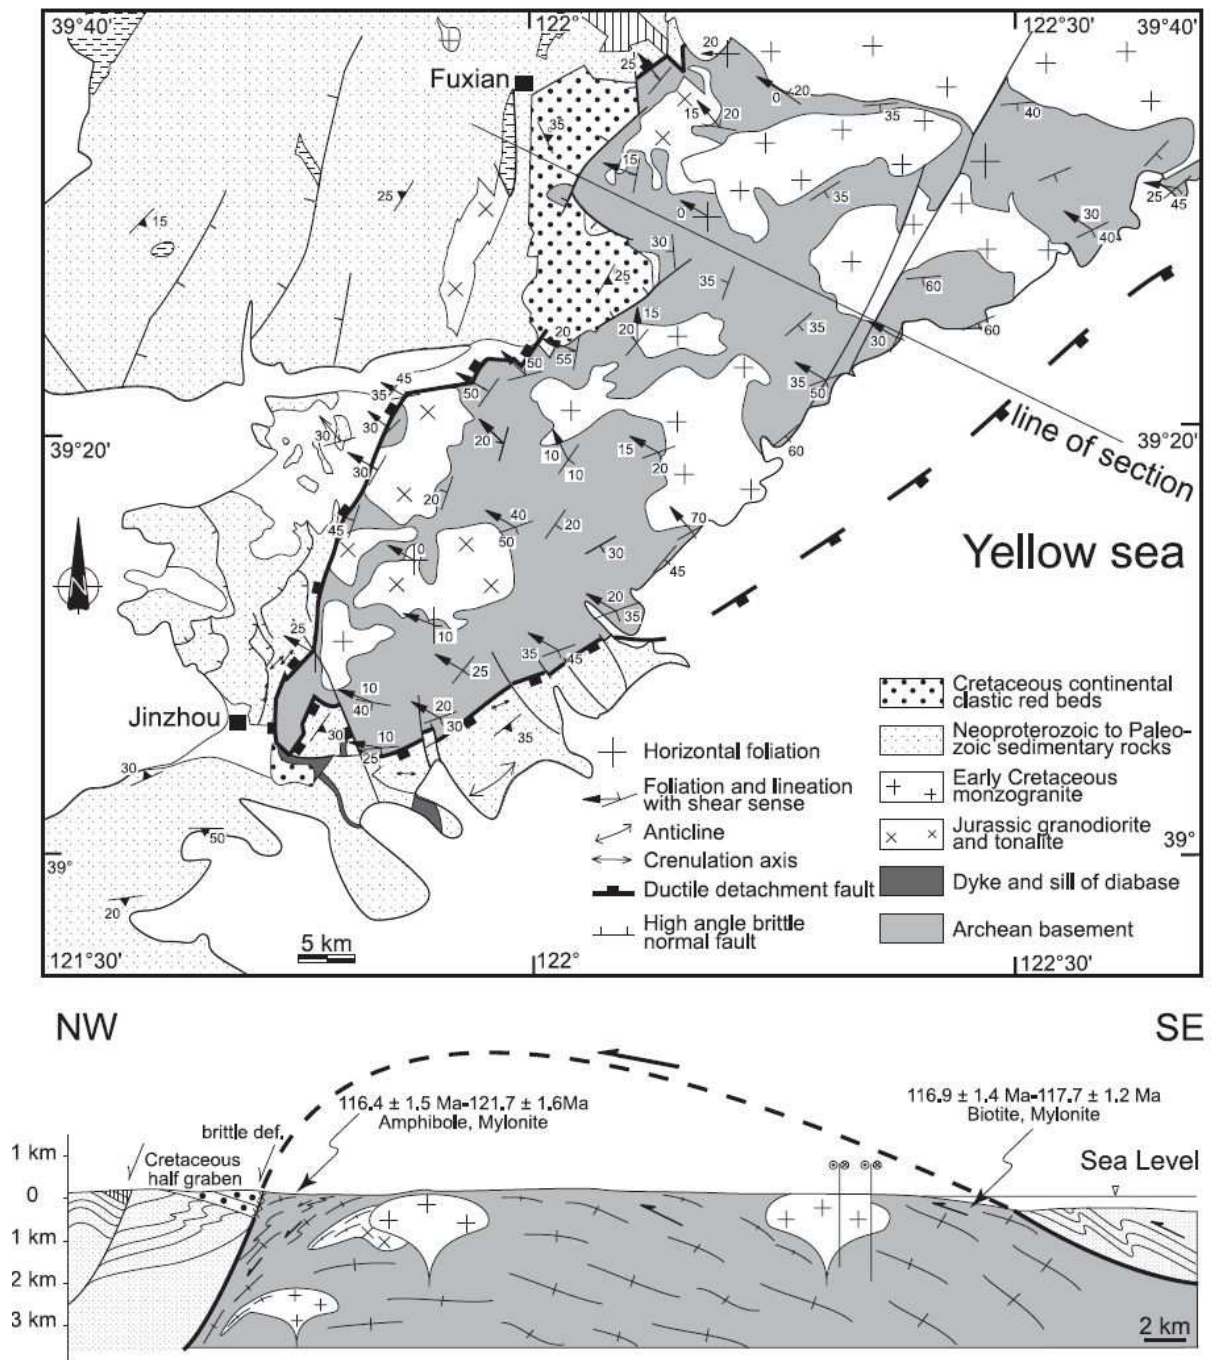 39°40'
122°
122°30'
39°40'
20
25
Fuxian
0
20
35
40
35
15
20
15
25
15
35
25
45
0
30
40
30
35
25
35
60
15
20
35
60
20
55
30
50
45
35
50
35
50
30
30
20
10
10
15
20
60
line of section
39°20'
39°20'
30
20
45
40
50
20
70
0
30
45
Yellow sea
N
20
35
25
10
35
45
25
10
40
20
30
35
Jinzhou
30
10
25
30
50
20
Horizontal foliation
Foliation and lineation
with shear sense
Anticline
Crenulation axis
Ductile detachment fault
High angle brittle
normal fault
Cretaceous continental
clastic red beds
Neoproterozoic to Paleo-
zoic sedimentary rocks
Early Cretaceous
monzogranite
Jurassic granodiorite
and tonalite
Dyke and sill of diabase
Archean basement
39°
39°
5 km
121°30'
122°
122°30'
NW
SE
116.4 ± 1.5 Ma-121.7 ± 1.6Ma
Amphibole, Mylonite
116.9 ± 1.4 Ma-117.7 ± 1.2 Ma
Biotite, Mylonite
brittle def.
Cretaceous
half graben
Sea Level
1 km
0
1 km
2 km
3 km
2 km